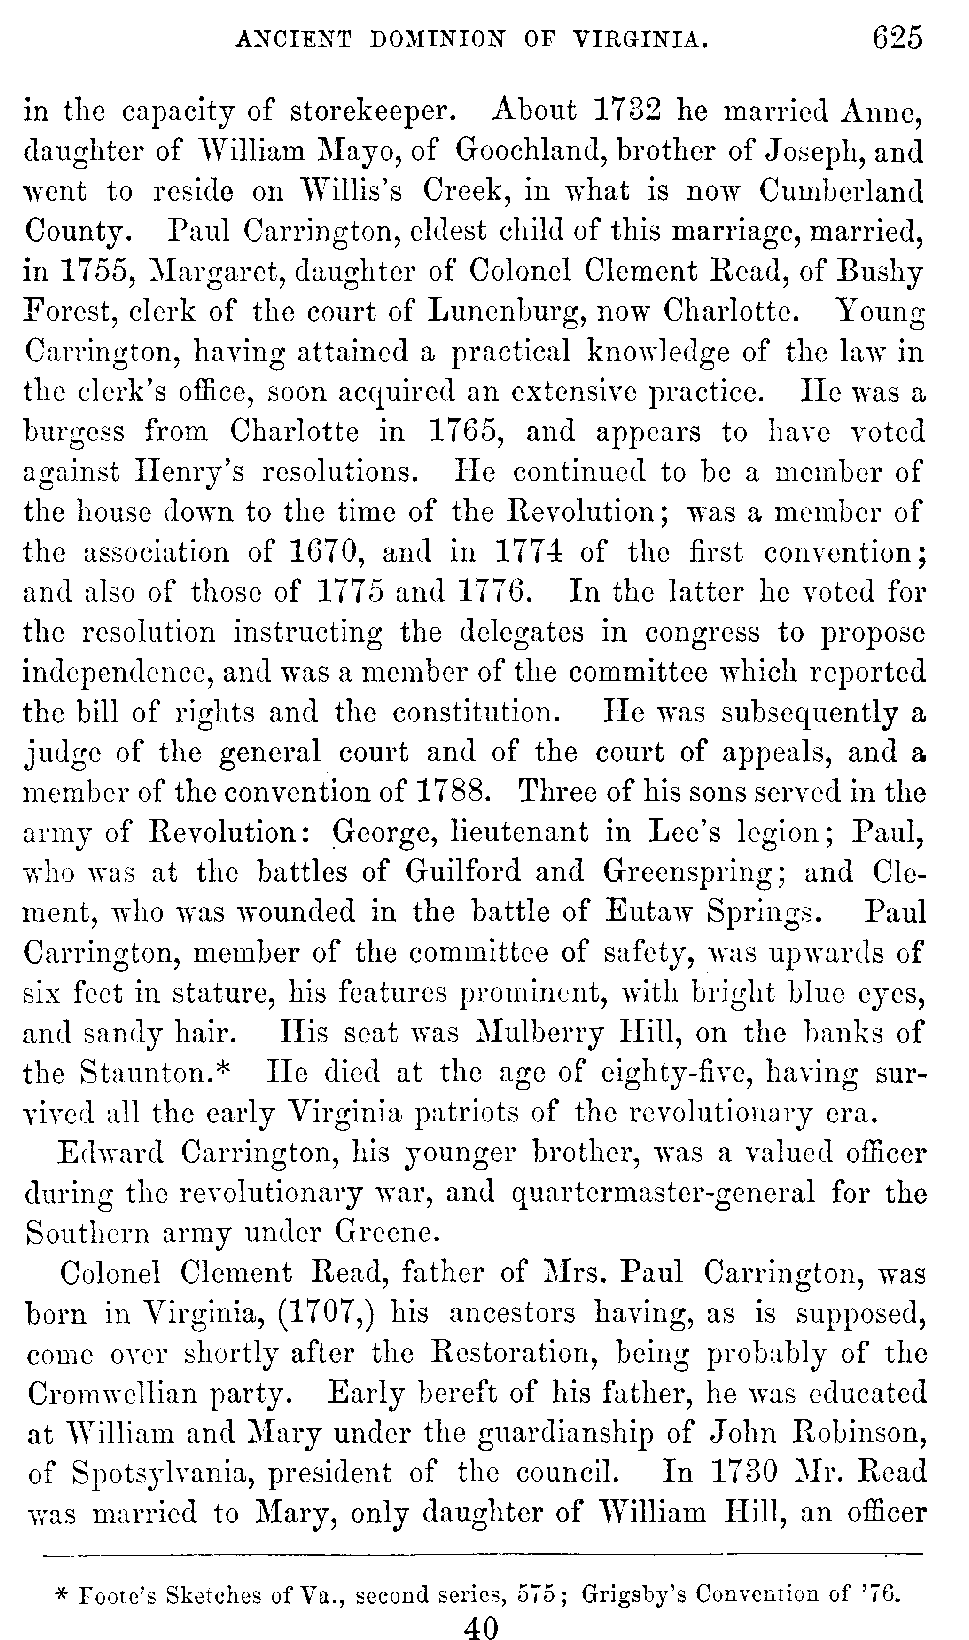 ANCIENT DOMINION OF VIRGINIA. 625
in the capacity of storekeeper. About 1732 he married Anne,
daughter of William Mayo, of Goochland, brother of Joseph, and
went to reside on Willis's Creek, in what is now Cumberland
County. Paul Carrington, eldest child of this marriage, married,
in 1755, Margaret, daughter of Colonel Clement Read, of Bushy
Forest, clerk of the court of Lunenburg, now Charlotte. Young
Carrington, having attained a practical knowledge of the law in
the clerk's office, soon acquired an extensive practice. He was a
burgess from Charlotte in 1765, and appears to have voted
against Henry's resolutions. He continued to be a member of
the house down to the time of the Revolution; was a member of
the association of 1670, and in 1774 of the first convention;
and also of those of 1775 and 1776. In the latter he voted for
the resolution instructing the delegates in congress to propose
independence, and was a member of the committee which reported
the bill of rights and the constitution. He was subsequently a
judge of the general court and of the court of appeals, and a
member of the convention of 1788. Three of his sons served in the
army of Revolution: George, lieutenant in Lee's legion; Paul,
who was at the battles of Guilford and Greenspring; and Cle-
ment, who was wounded in the battle of Eutaw Springs. Paul
Carrington, member of the committee of safety, was upwards of
six feet in stature, his features prominent, with bright blue eyes,
and sandy hair. His seat was Mulberry Hill, on the banks of
the Staunton.* He died at the age of eighty-five, having sur-
vived all the early Virginia patriots of the revolutionary era.
Edward Carrington, his younger brother, was a valued officer
during the revolutionary war, and quartermaster-general for the
Southern army under Greene.
Colonel Clement Read, father of Mrs. Paul Carrington, was
born in Virginia, (1707,) his ancestors having, as is supposed,
come over shortly after the Restoration, being probably of the
Cromwellian party. Early bereft of his father, he was educated
at William and Mary under the guardianship of John Robinson,
of Spotsylvania, president of the council. In 1730 Mr. Read
was married to Mary, only daughter of William Hill, an officer
* Foote's Sketches of Va., second series, 575; Grigsby's Convention of '76.
40